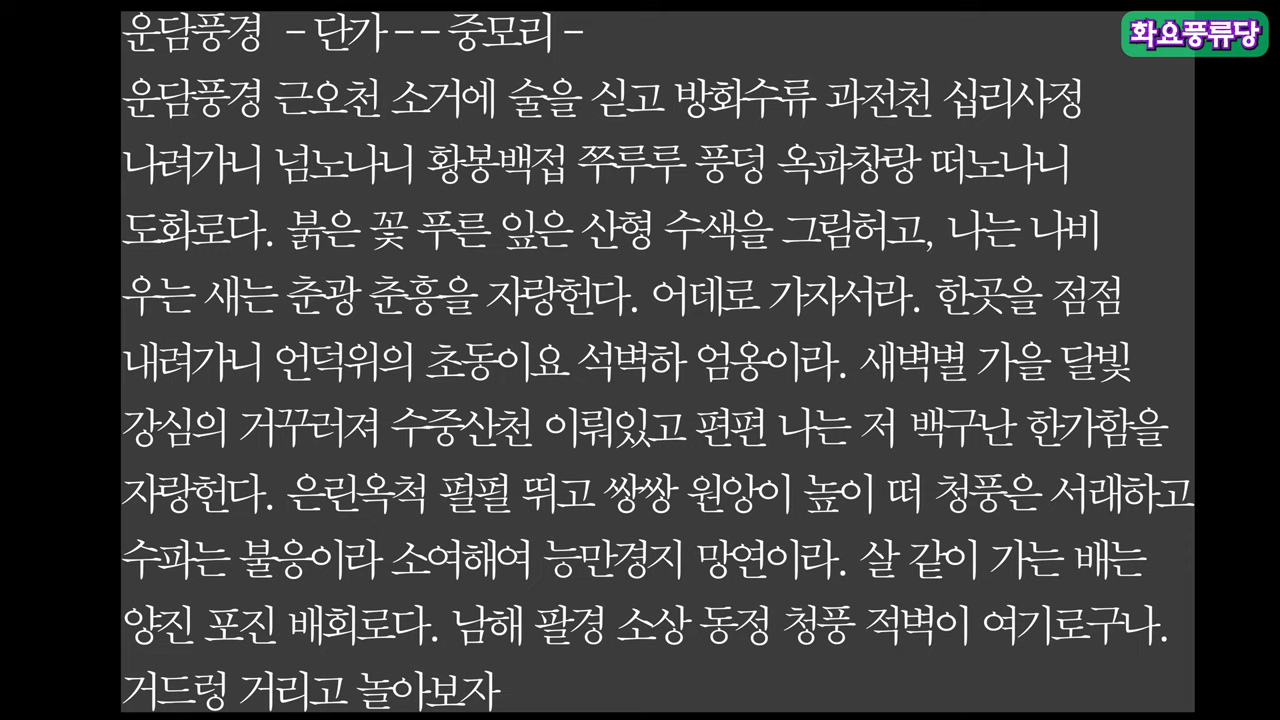 운담풍경 -단가-- 중모리-
화요풍류당
운담풍경 근오천 소거에 술을 싣고 방화수류 과전천 십리사정
나려가니 넘노나니 황봉백접 쭈루루 풍덩 옥파창랑 떠노나니
도화로다. 붉은 꽃 푸른 잎은 산형 수색을 그림허고, 나는 나비
우는 새는 춘광 춘흥을 자랑헌다. 어데로 가자서라. 한곳을 점점
내려가니 언덕위의 초동이요 석벽하 엄옹이라. 새벽별 가을 달빛
강심의 거꾸러져 수중산천 이뤄있고 편편 나는 저 백구난 한가함을
자랑헌다. 은린옥척 펄펄 뛰고 쌍쌍 원앙이 높이 떠 청풍은 서래하고
수파는 불응이라 소여해여 능만경지 망연이라. 살 같이 가는 배는
양진 포진 배회로다. 남해 팔경 소상 동정 청풍 적벽이 여기로구나.
거드렁 거리고 놀아보자